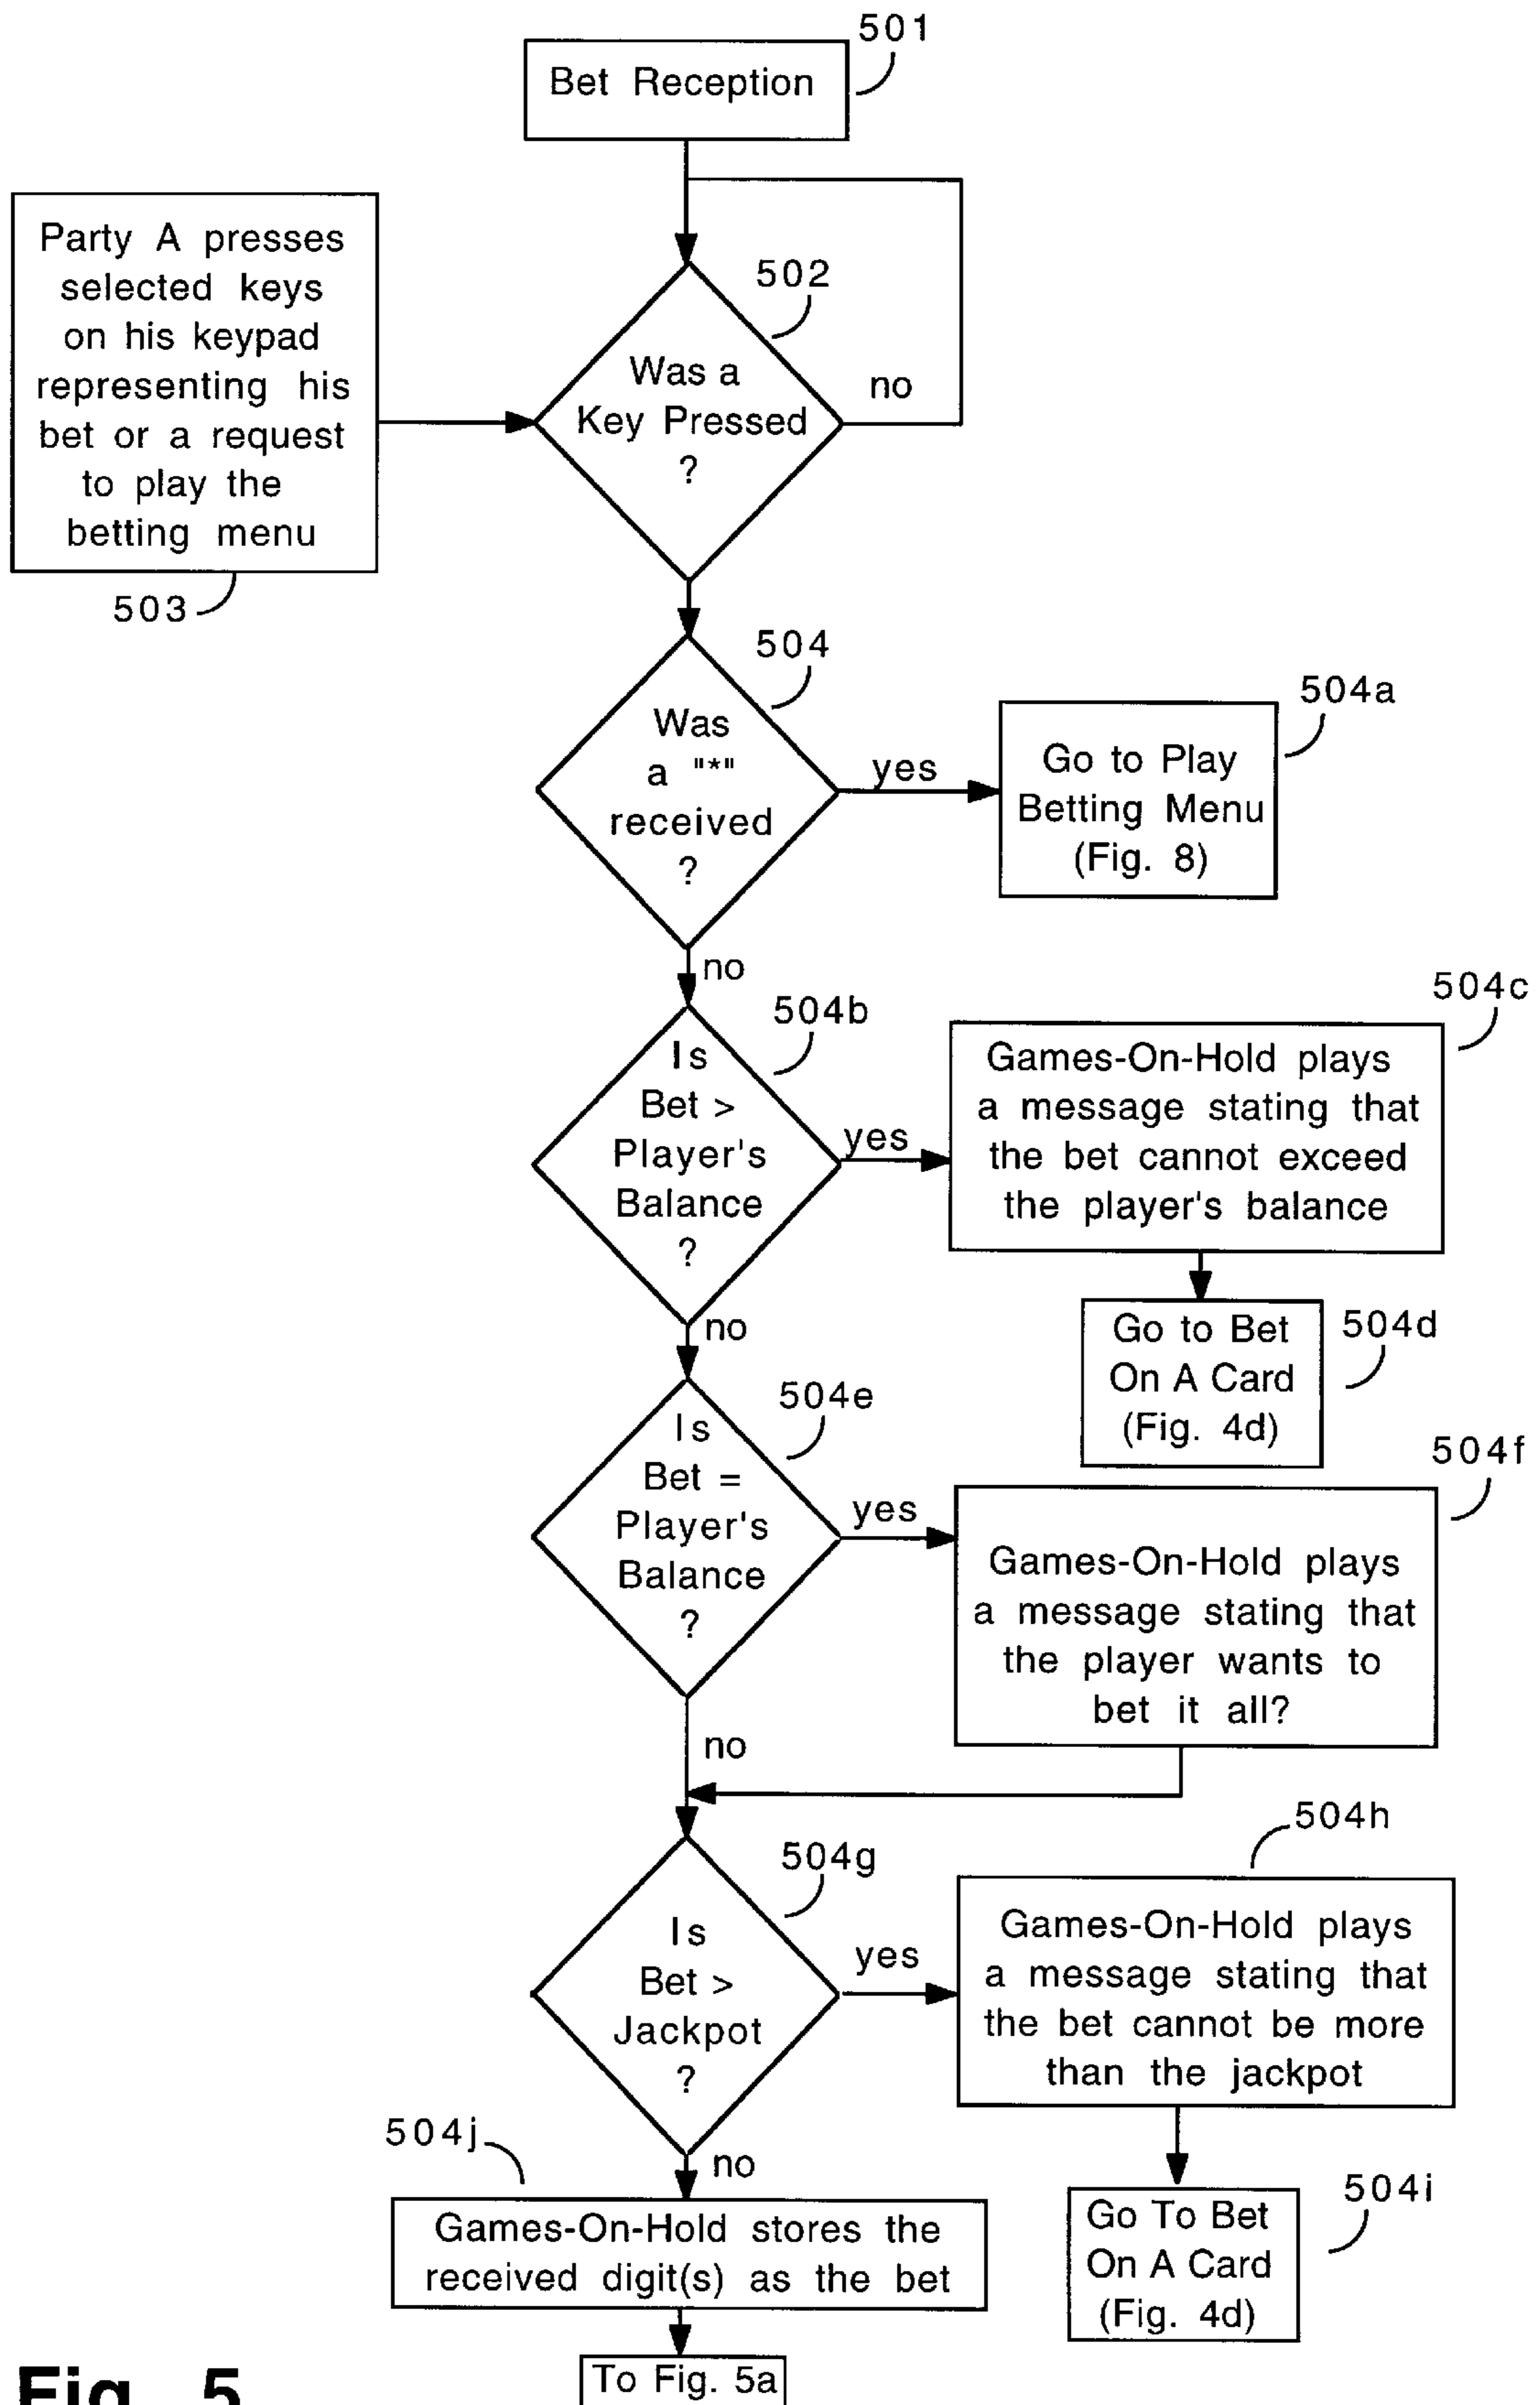 501
Bet Reception
Party A presses
selected keys
on his keypad
representing his
bet or a request
to play the
betting menu
503
502
Was a
Key Pressed
?
no
504
Was
a "*"
received
?
yes
504a
Go to Play
Betting Menu
(Fig. 8)
no
504b
Is
Bet >
Player's
Balance
?
yes
504c
Games-On-Hold plays
a message stating that
the bet cannot exceed
the player's balance
504d
Go to Bet
On A Card
(Fig. 4d)
no
504e
Is
Bet =
Player's
Balance
?
yes
504f
Games-On-Hold plays
a message stating that
the player wants to
bet it all?
no
504g
Is
Bet >
Jackpot
?
yes
504h
Games-On-Hold plays
a message stating that
the bet cannot be more
than the jackpot
504i
Go To Bet
On A Card
(Fig. 4d)
no
504j
Games-On-Hold stores the
received digit(s) as the bet
To Fig. 5a
Fig. 5